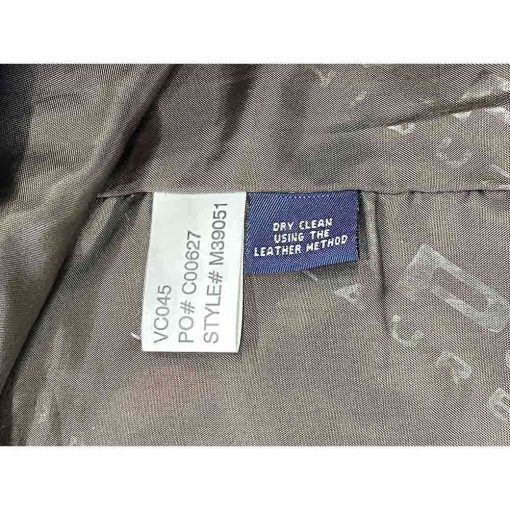 VC045
PO# C00627
STYLE# M39051
DRY CLEAN
USING THE
LEATHER METHOD